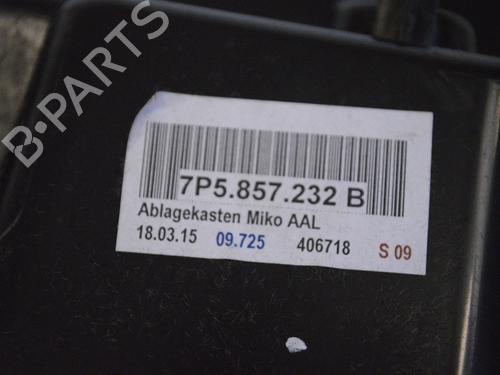 B-PARTS
7P5.857.232 B
Ablagekasten Miko AAL
18.03.15 09.725 406718 S 09